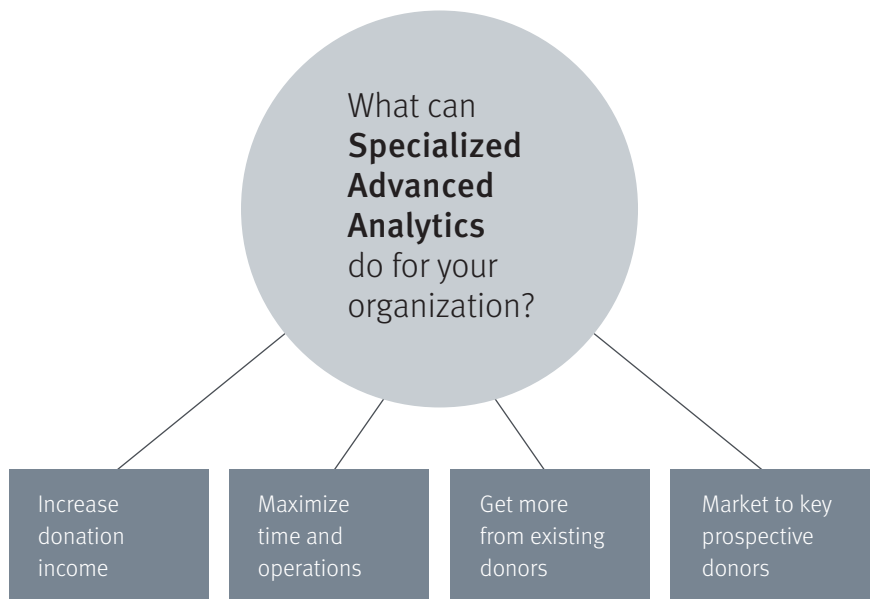 What can
Specialized
Advanced
Analytics
do for your
organization?
Increase
donation
income
Maximize
time and
operations
Get more
from existing
donors
Market to key
prospective
donors